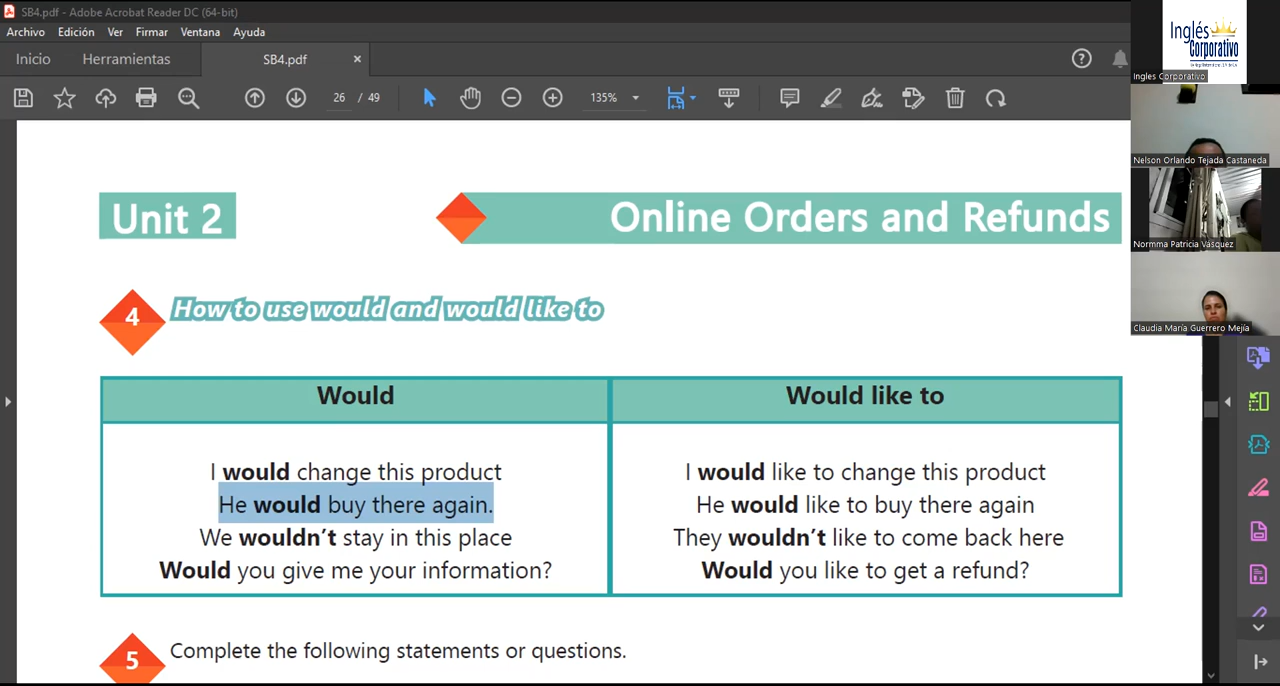 SB4.pdf - Adobe Acrobat Reader DC (64-bit)
Archivo Edición Ver Firmar Ventana Ayuda
Inicio Herramientas SB4.pdf ×
26 / 49 135%
Inglés
Corporativo
Ingles Corporativo
Nelson Orlando Tejada Castaneda
Normma Patricia Vásquez
Claudia María Guerrero Mejía
Unit 2
Online Orders and Refunds
4 How to use would and would like to
Would
I would change this product
He would buy there again.
We wouldn't stay in this place
Would you give me your information?
Would like to
I would like to change this product
He would like to buy there again
They wouldn't like to come back here
Would you like to get a refund?
5 Complete the following statements or questions.